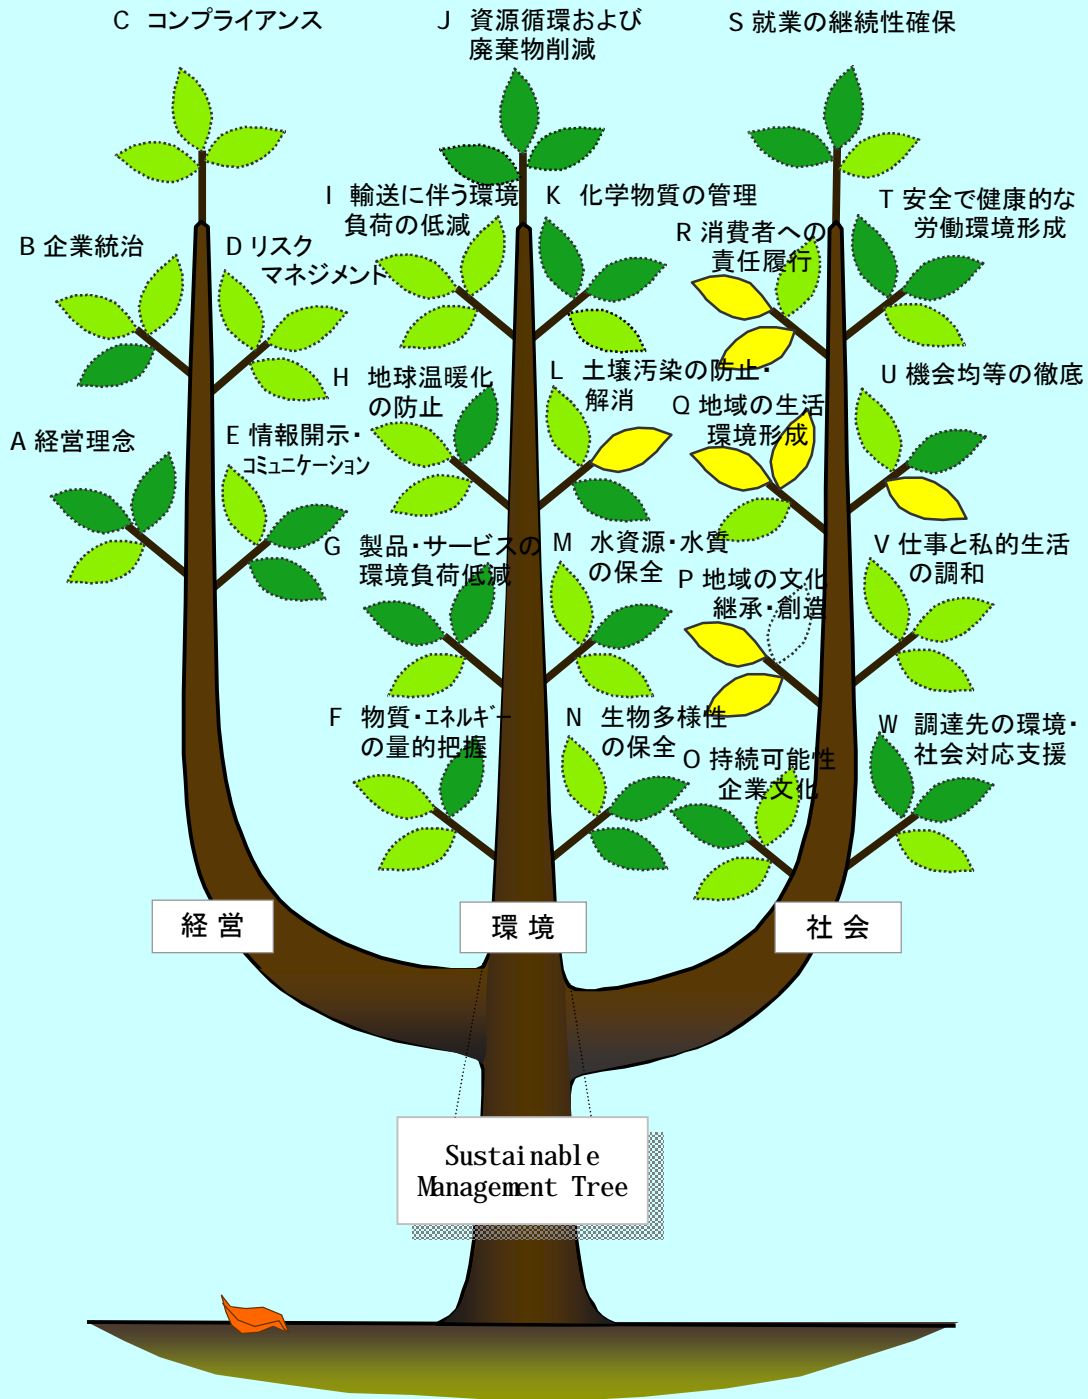 C コンプライアンス
J 資源循環および
廃棄物削減
S 就業の継続性確保
I 輸送に伴う環境
負荷の低減
K 化学物質の管理
R 消費者への
責任履行
T 安全で健康的な
労働環境形成
B 企業統治
D リスク
マネジメント
H 地球温暖化
の防止
L 土壌汚染の防止・
解消
Q 地域の生活
環境形成
U 機会均等の徹底
A 経営理念
E 情報開示・
コミュニケーション
G 製品・サービスの
環境負荷低減
M 水資源・水質
の保全
P 地域の文化
継承・創造
V 仕事と私的生活
の調和
F 物質・エネルギー
の量的把握
N 生物多様性
の保全
O 持続可能性
企業文化
W 調達先の環境・
社会対応支援
経営
環境
社会
Sustainable
Management Tree